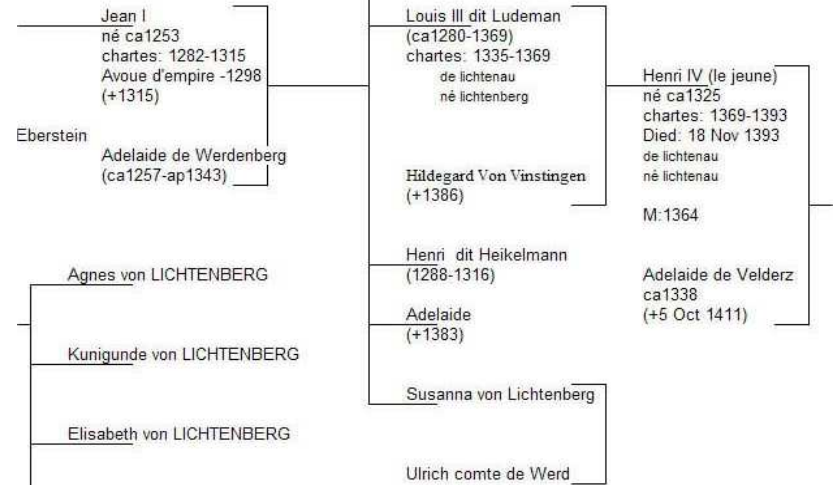 Jean I
né ca1253
chartes: 1282-1315
Avoue d'empire -1298
(+1315)
Eberstein
Adelaide de Werdenberg
(ca1257-ap1343)
Agnes von LICHTENBERG
Kunigunde von LICHTENBERG
Elisabeth von LICHTENBERG
Louis III dit Ludeman
(ca1280-1369)
chartes: 1335-1369
de lichtenau
né lichtenberg
Hildegard Von Vinstingen
(+1386)
Henri dit Heikelmann
(1288-1316)
Adelaide
(+1383)
Susanna von Lichtenberg
Ulrich comte de Werd
Henri IV (le jeune)
né ca1325
chartes: 1369-1393
Died: 18 Nov 1393
de lichtenau
né lichtenau
M:1364
Adelaide de Velderz
ca1338
(+5 Oct 1411)